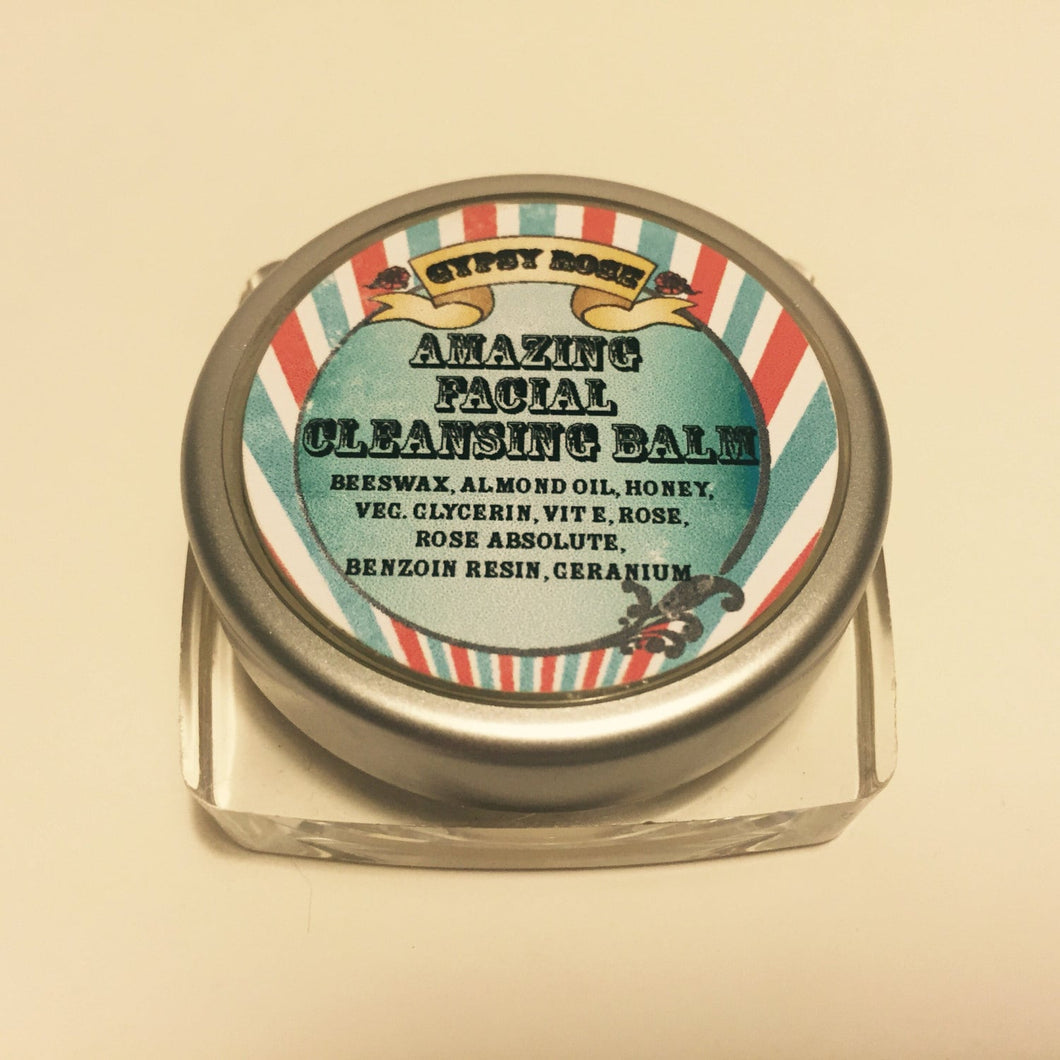 GYPSY ROSE
AMAZING
FACIAL
CLEANSING BALM
BEESWAX, ALMOND OIL, HONEY,
VEG. GLYCERIN, VIT E, ROSE,
ROSE ABSOLUTE,
BENZOIN RESIN, GERANIUM